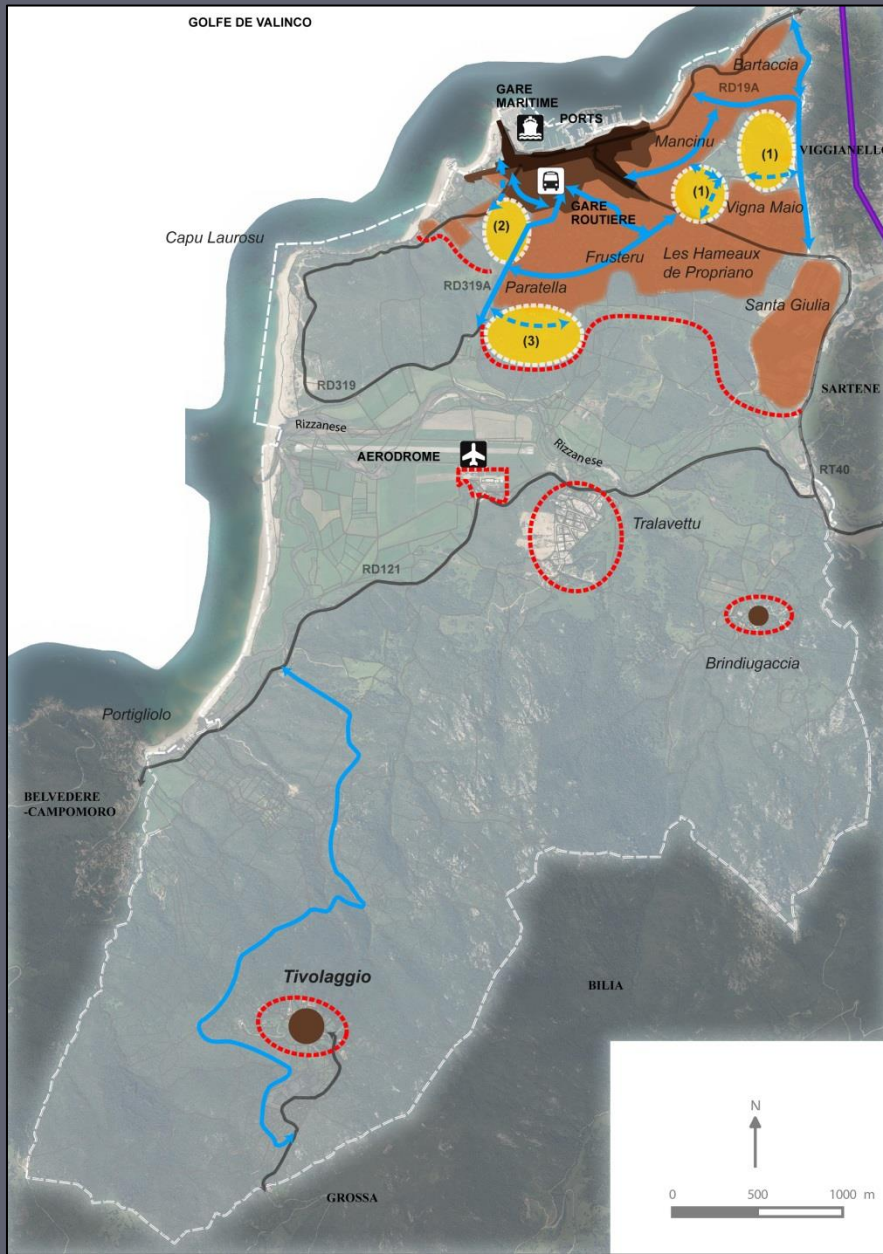 GOLFE DE VALINCO
Bartaccia
RD19A
GARE
MARITIME
PORTS
Mancinu
(1)
VIGGIANELLO
(1)
Vigna Maio
GARE
ROUTIERE
(2)
Capu Laurosu
Frusteru
Les Hameaux
de Propriano
RD319A
Paratella
Santa Giulia
(3)
RD319
SARTENE
Rizzanese
AERODROME
Rizzanese
RT40
Tralavettu
RD121
Brindiugaccia
Portigliolo
BELVEDERE
-CAMPOMORO
Tivolaggio
BILIA
N
0 500 1000 m
GROSSA